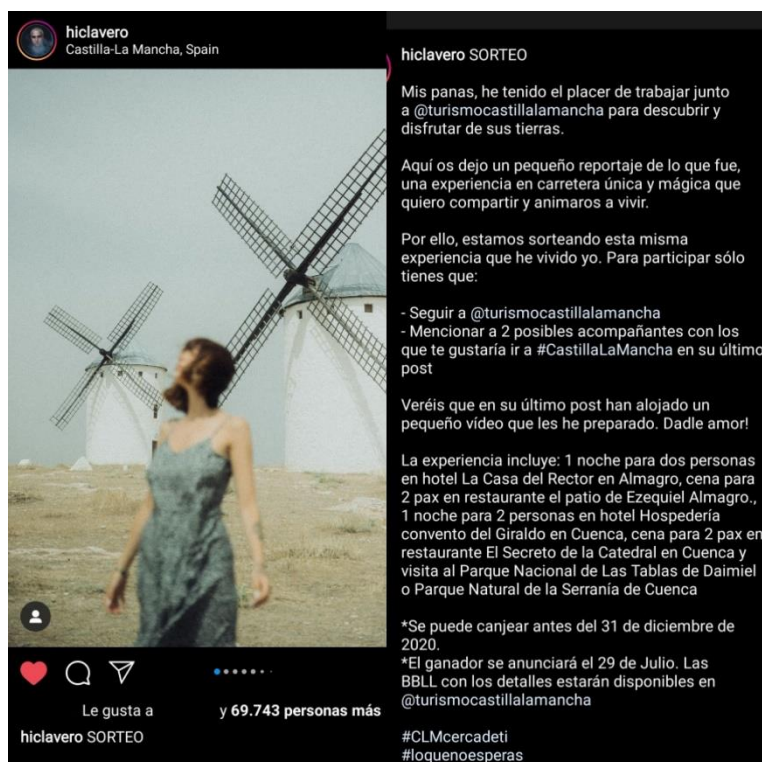 hiclavero
Castilla-La Mancha, Spain
Le gusta a y 69.743 personas más
hiclavero SORTEO
hiclavero SORTEO
Mis panas, he tenido el placer de trabajar junto
a @turismocastillalamancha para descubrir y
disfrutar de sus tierras.
Aquí os dejo un pequeño reportaje de lo que fue,
una experiencia en carretera única y mágica que
quiero compartir y animaros a vivir.
Por ello, estamos sorteando esta misma
experiencia que he vivido yo. Para participar sólo
tienes que:
- Seguir a @turismocastillalamancha
- Mencionar a 2 posibles acompañantes con los
que te gustaría ir a #CastillaLaMancha en su último
post
Veréis que en su último post han alojado un
pequeño vídeo que les he preparado. Dadle amor!
La experiencia incluye: 1 noche para dos personas
en hotel La Casa del Rector en Almagro, cena para
2 pax en restaurante el patio de Ezequiel Almagro.,
1 noche para 2 personas en hotel Hospedería
convento del Giraldo en Cuenca, cena para 2 pax en
restaurante El Secreto de la Catedral en Cuenca y
visita al Parque Nacional de Las Tablas de Daimiel
o Parque Natural de la Serranía de Cuenca
*Se puede canjear antes del 31 de diciembre de
2020.
*El ganador se anunciará el 29 de Julio. Las
BBLL con los detalles estarán disponibles en
@turismocastillalamancha
#CLMcercadeti
#loquenoesperas